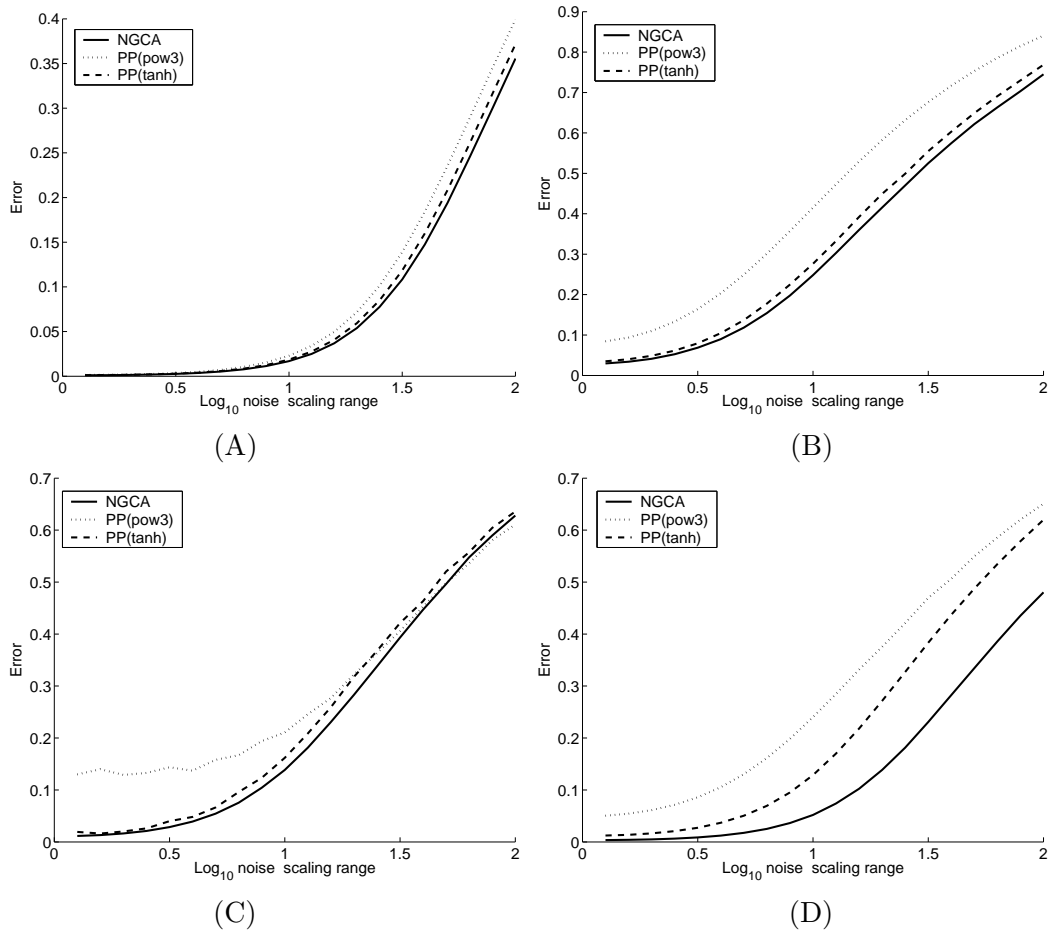 0.4
0.35
0.3
0.25
0.2
0.15
0.1
0.05
0
Error
NGCA
PP(pow3)
PP(tanh)
0 0.5 1 1.5 2
Log10 noise scaling range
(A)
0.9
0.8
0.7
0.6
0.5
0.4
0.3
0.2
0.1
0
Error
NGCA
PP(pow3)
PP(tanh)
0 0.5 1 1.5 2
Log10 noise scaling range
(B)
0.7
0.6
0.5
0.4
0.3
0.2
0.1
0
Error
NGCA
PP(pow3)
PP(tanh)
0 0.5 1 1.5 2
Log10 noise scaling range
(C)
0.7
0.6
0.5
0.4
0.3
0.2
0.1
0
Error
NGCA
PP(pow3)
PP(tanh)
0 0.5 1 1.5 2
Log10 noise scaling range
(D)